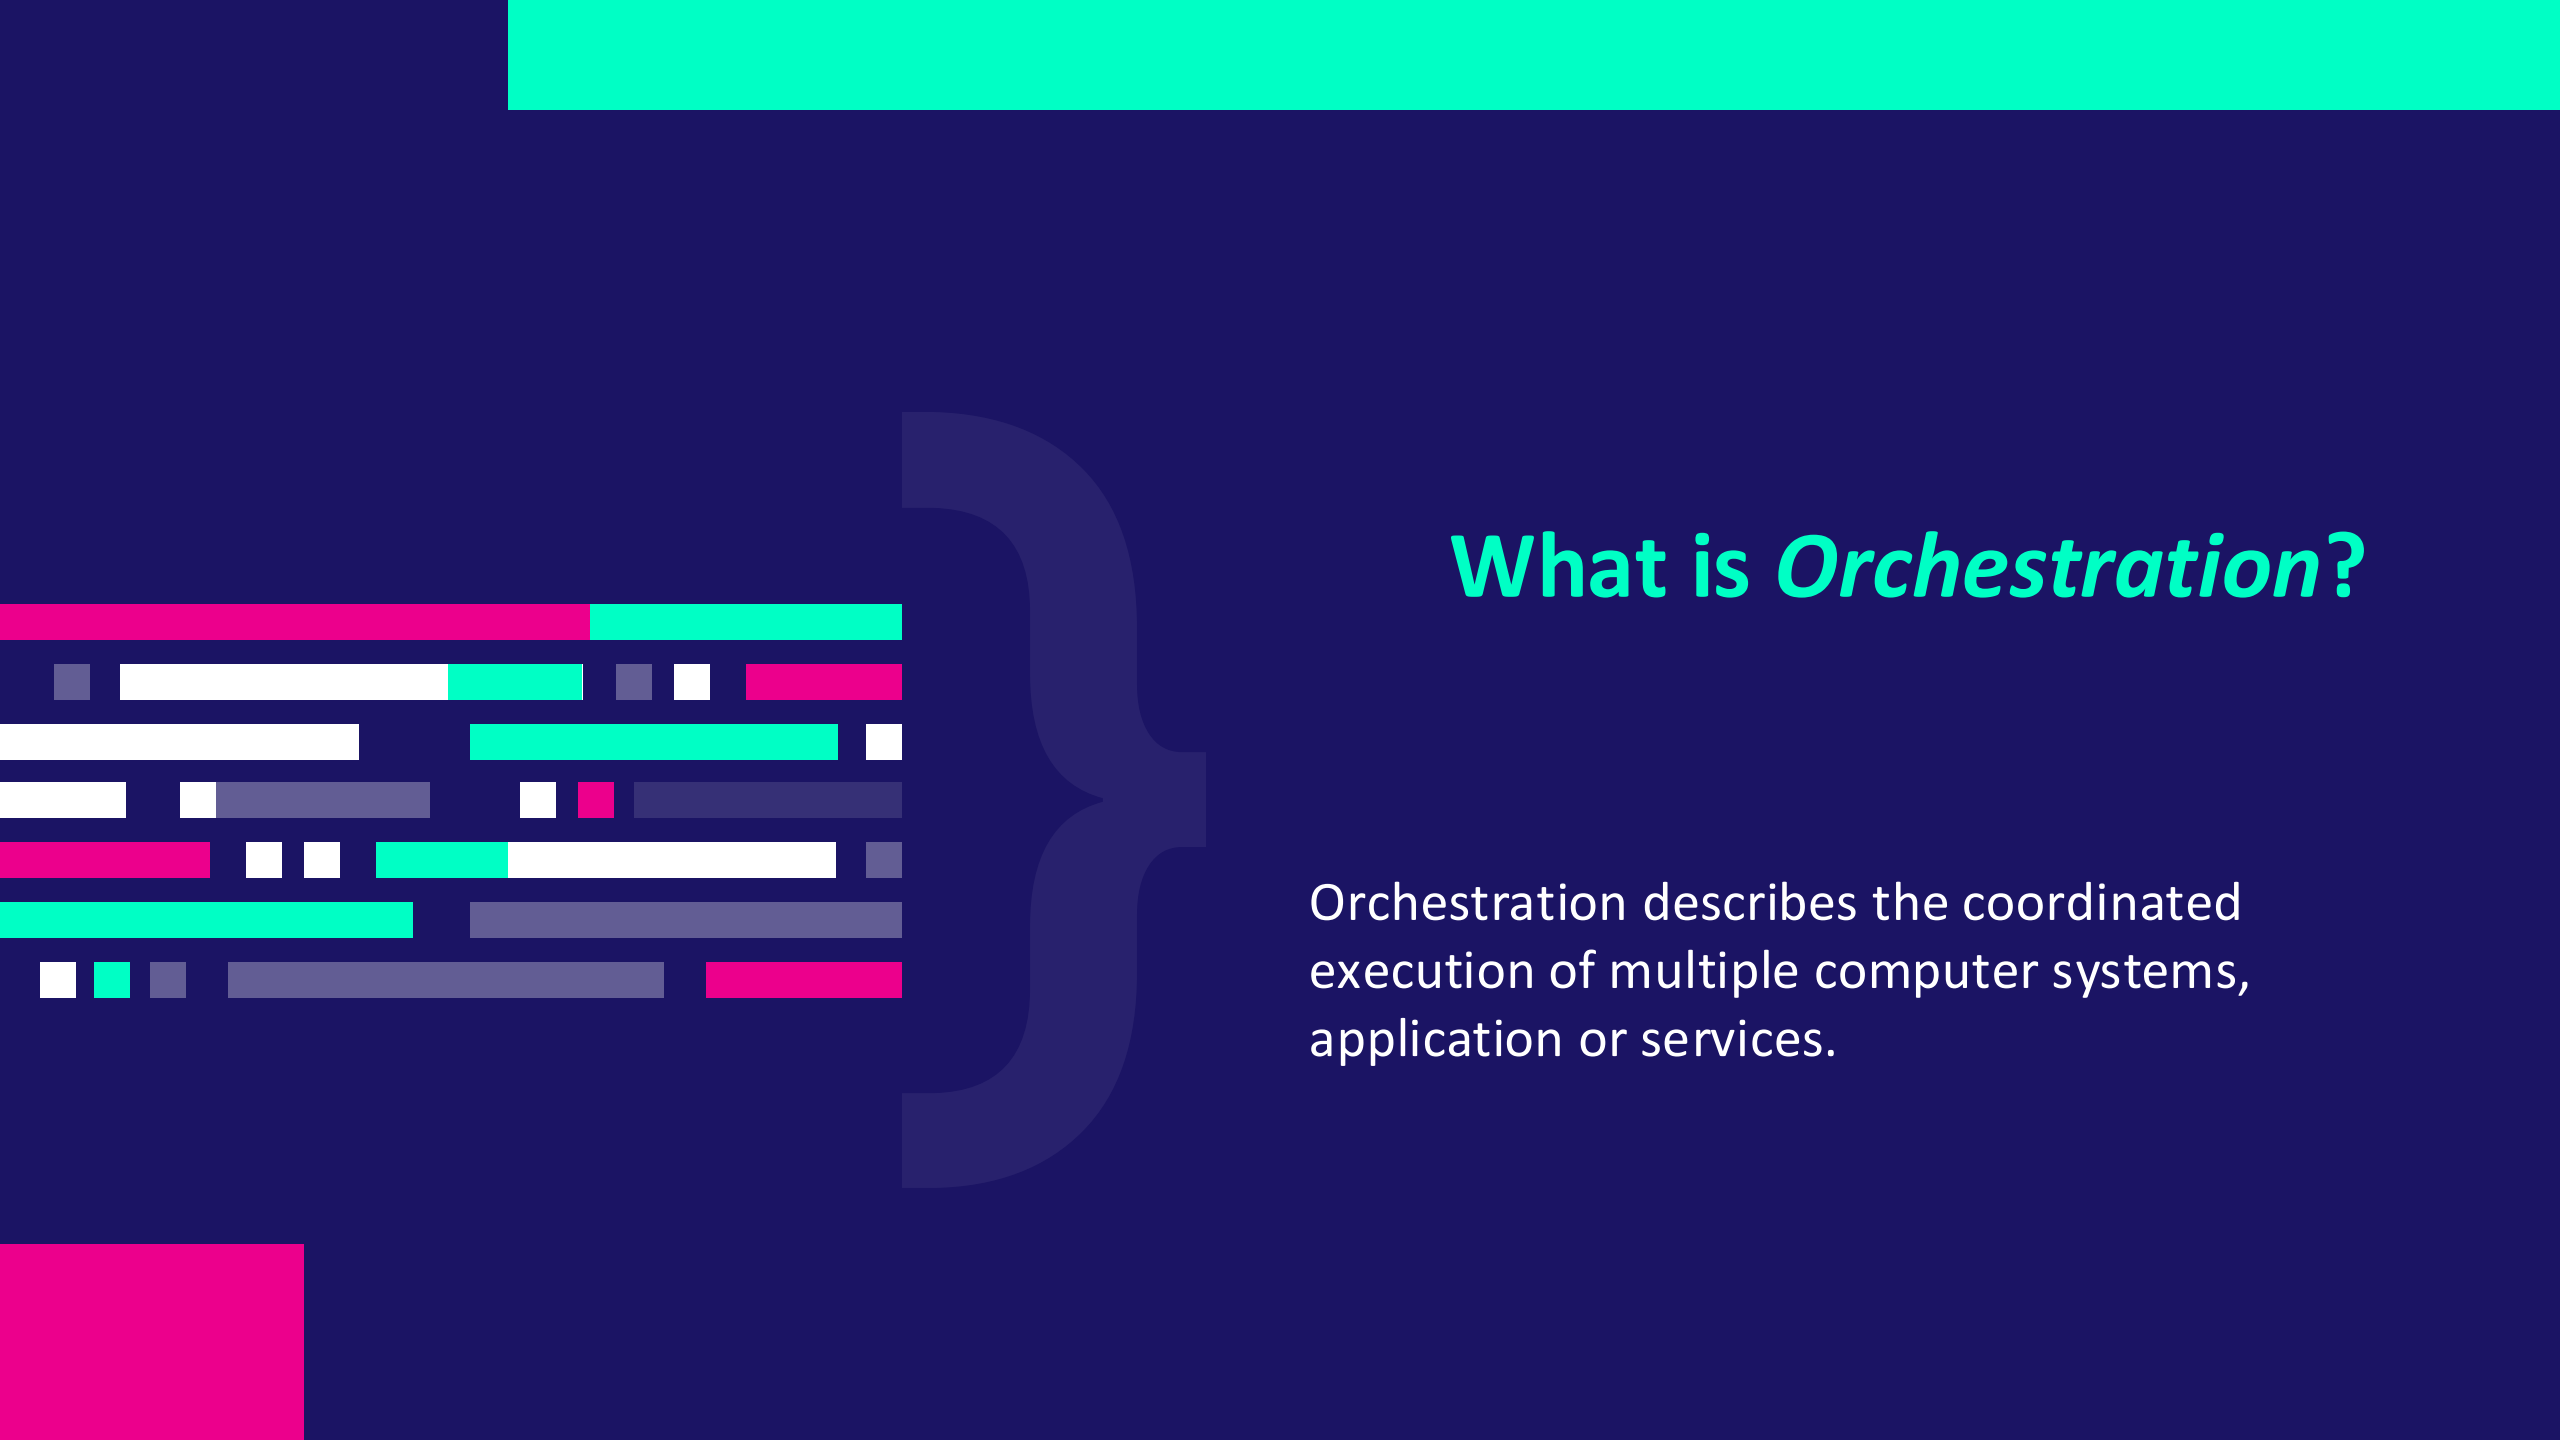 What is Orchestration?
Orchestration describes the coordinated
execution of multiple computer systems,
application or services.